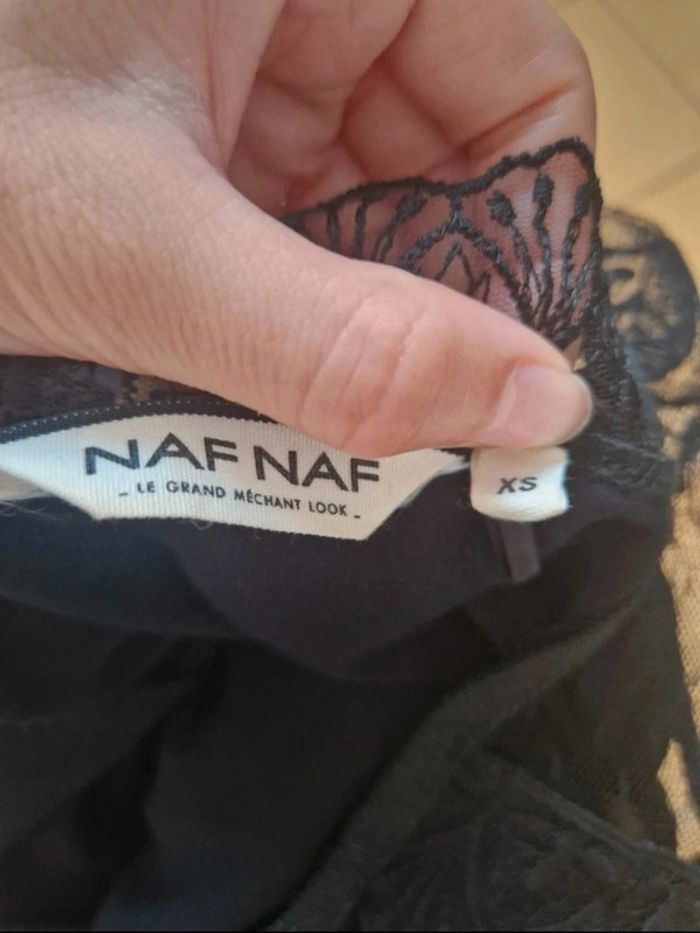 NAF NAF
- LE GRAND MÉCHANT LOOK -
XS